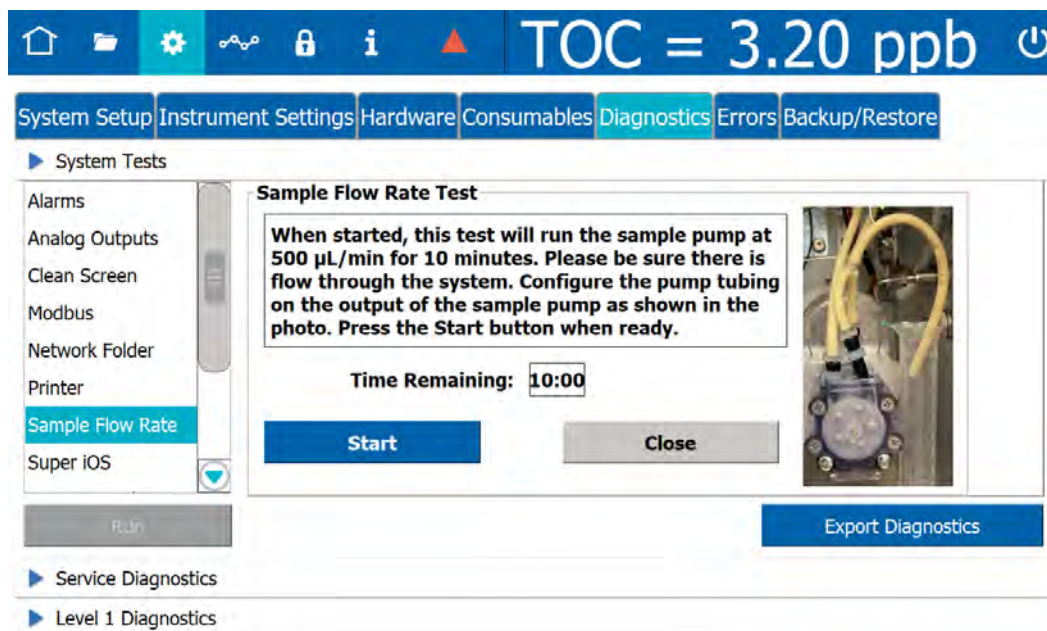 TOC = 3.20 ppb
System Setup Instrument Settings Hardware Consumables Diagnostics Errors Backup/Restore
System Tests
Alarms
Analog Outputs
Clean Screen
Modbus
Network Folder
Printer
Sample Flow Rate
Super iOS
Sample Flow Rate Test
When started, this test will run the sample pump at
500 µL/min for 10 minutes. Please be sure there is
flow through the system. Configure the pump tubing
on the output of the sample pump as shown in the
photo. Press the Start button when ready.
Time Remaining: 10:00
Start Close
Run
Export Diagnostics
Service Diagnostics
Level 1 Diagnostics